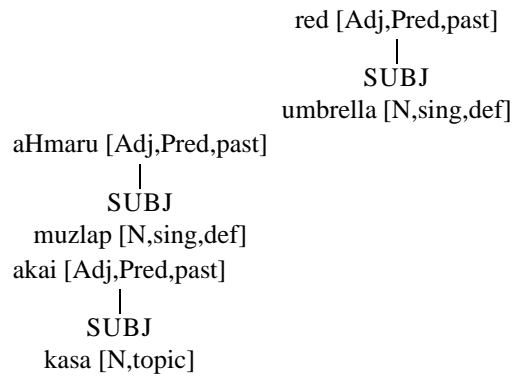 red [Adj,Pred,past]
SUBJ
umbrella [N,sing,def]
aHmaru [Adj,Pred,past]
SUBJ
muzlap [N,sing,def]
akai [Adj,Pred,past]
SUBJ
kasa [N,topic]